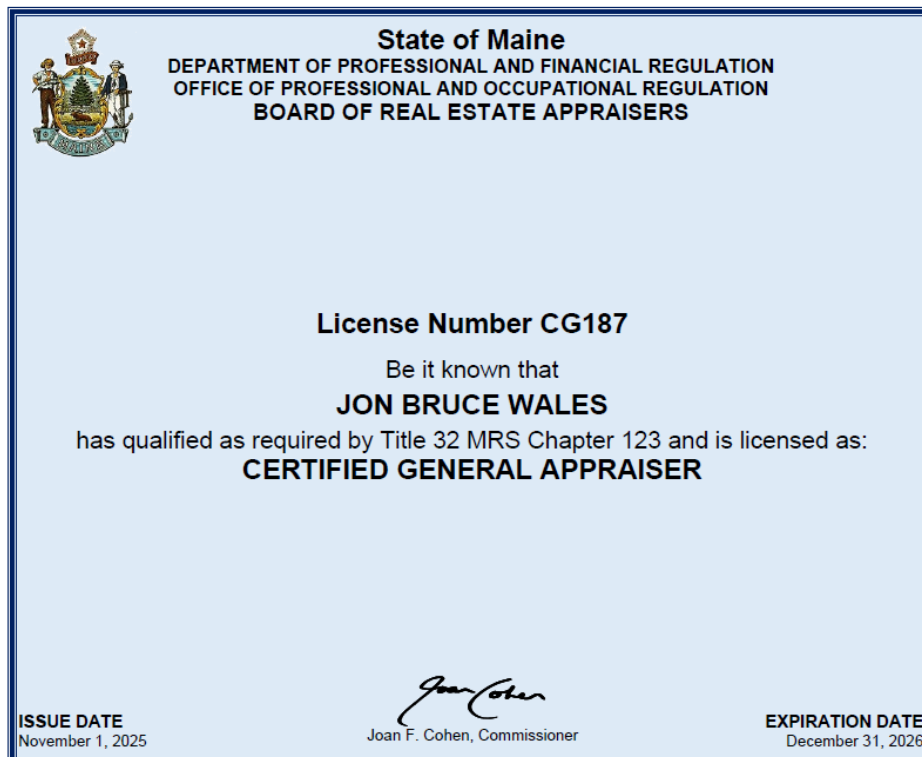 State of Maine
DEPARTMENT OF PROFESSIONAL AND FINANCIAL REGULATION
OFFICE OF PROFESSIONAL AND OCCUPATIONAL REGULATION
BOARD OF REAL ESTATE APPRAISERS
License Number CG187
Be it known that
JON BRUCE WALES
has qualified as required by Title 32 MRS Chapter 123 and is licensed as:
CERTIFIED GENERAL APPRAISER
Joan Cohen
ISSUE DATE
November 1, 2025
Joan F. Cohen, Commissioner
EXPIRATION DATE
December 31, 2026